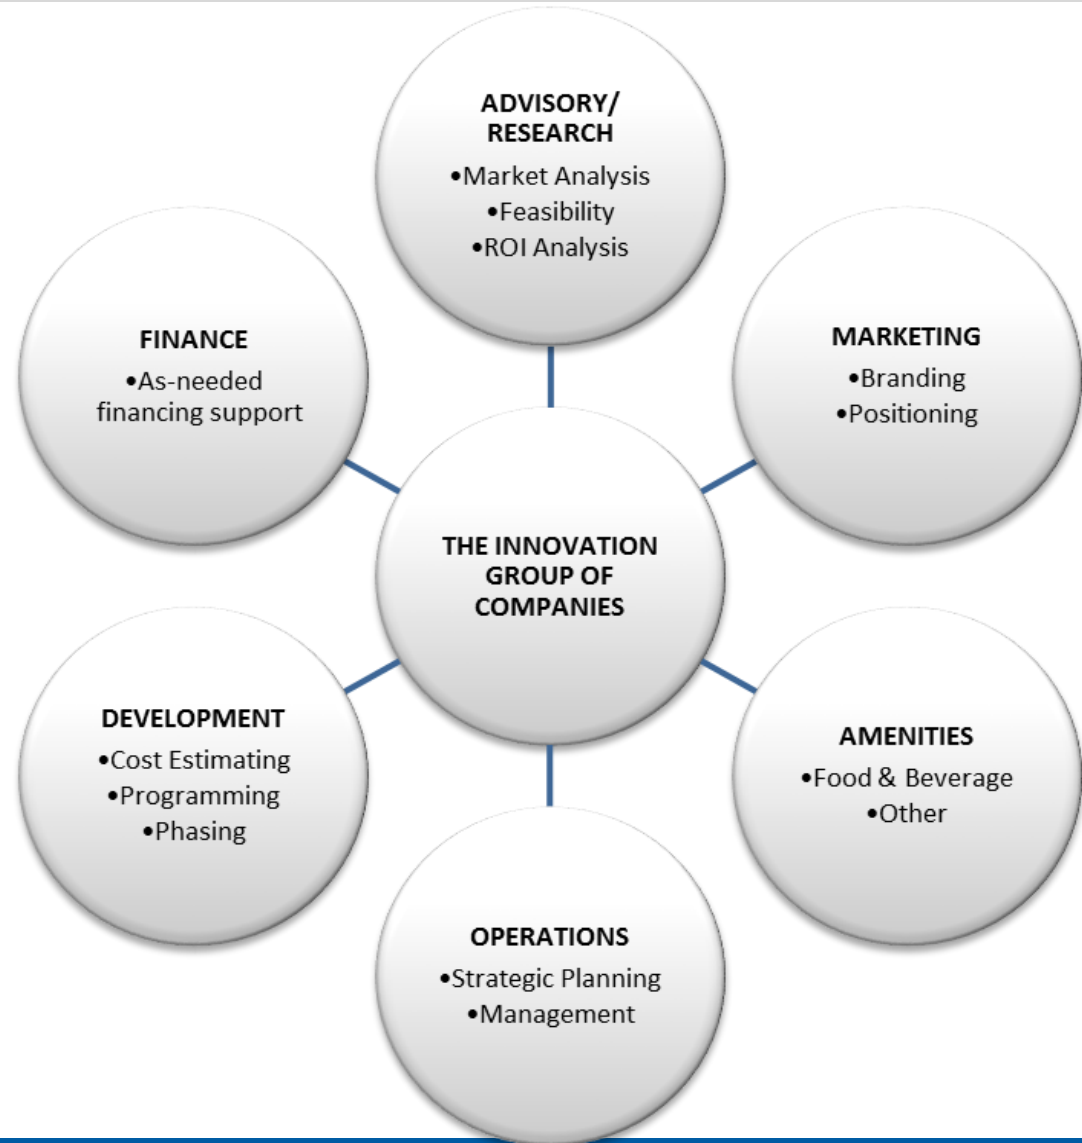 ADVISORY/
RESEARCH
•Market Analysis
•Feasibility
•ROI Analysis
MARKETING
•Branding
•Positioning
AMENITIES
•Food & Beverage
•Other
OPERATIONS
•Strategic Planning
•Management
DEVELOPMENT
•Cost Estimating
•Programming
•Phasing
FINANCE
•As-needed
financing support
THE INNOVATION
GROUP OF
COMPANIES